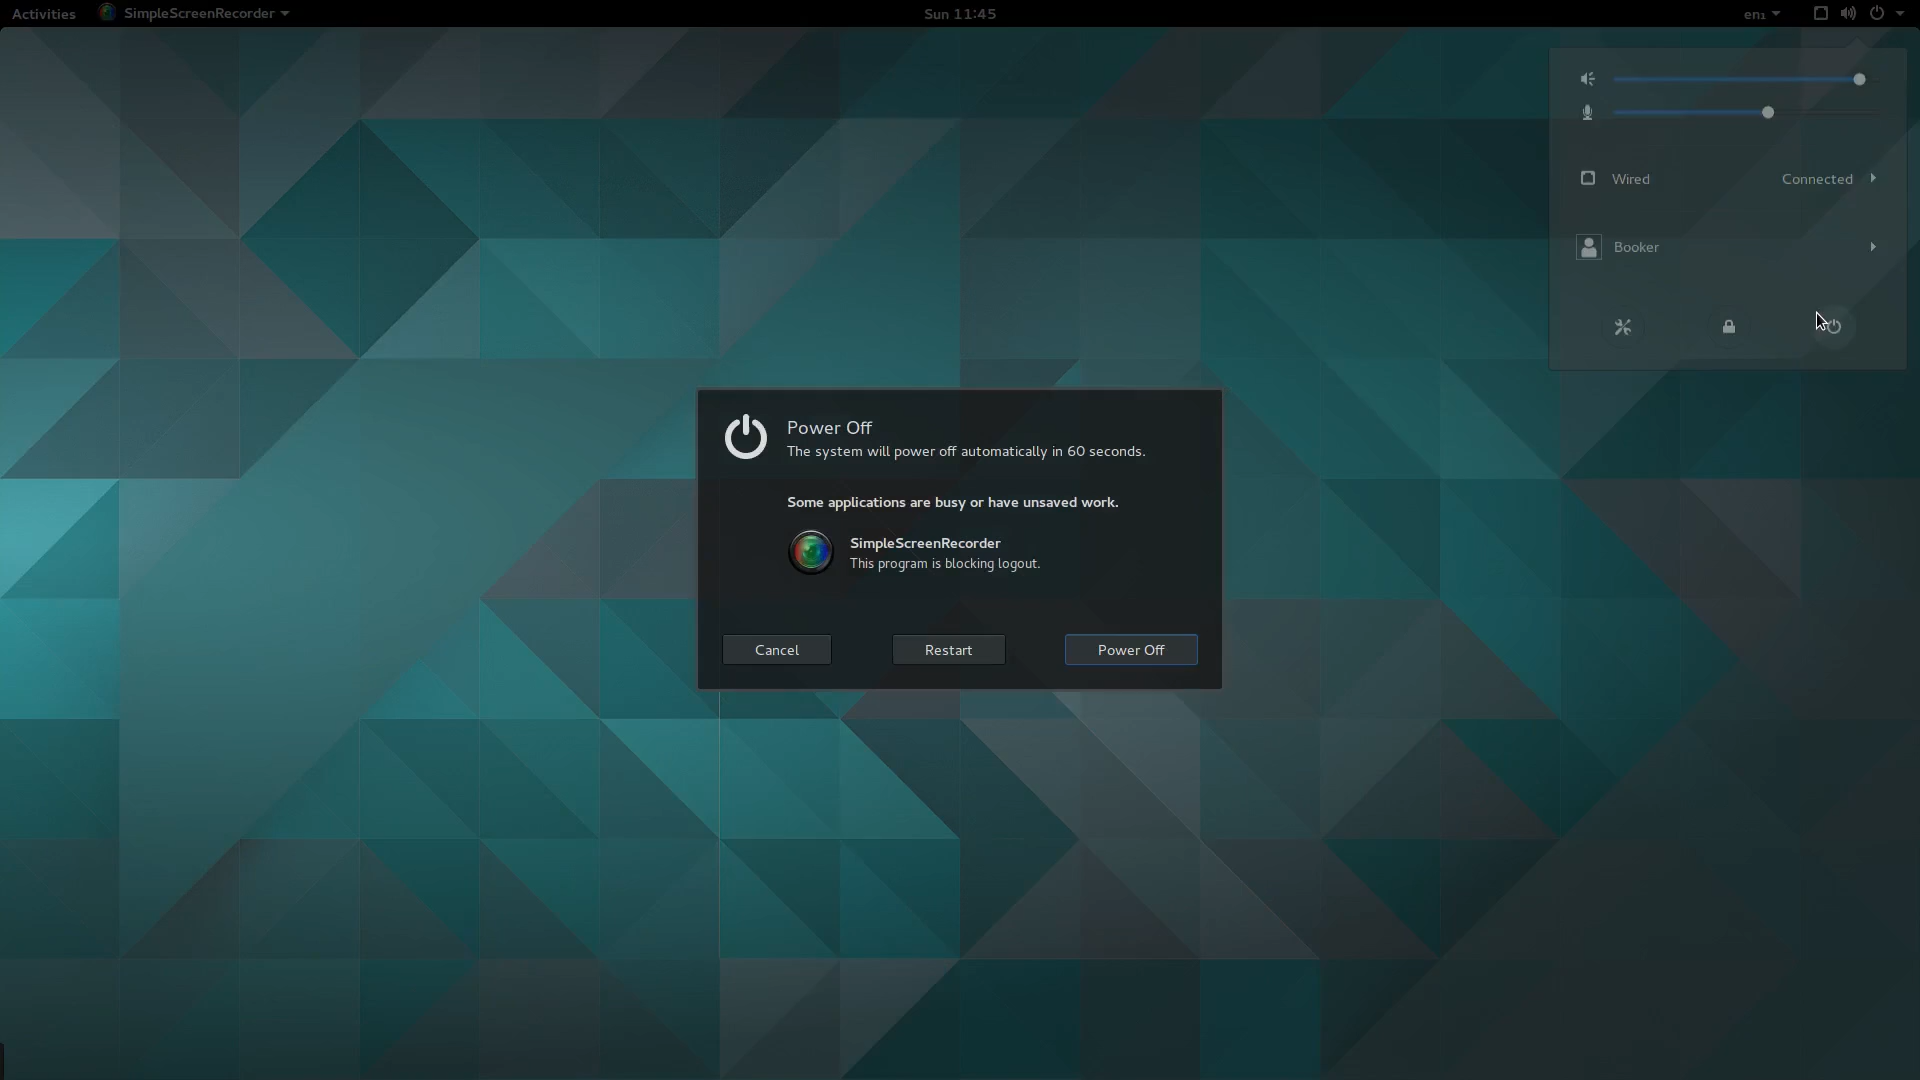 Activities
SimpleScreenRecorder
Sun 11:45
en₁
Wired
Connected
Booker
Power Off
The system will power off automatically in 60 seconds.
Some applications are busy or have unsaved work.
SimpleScreenRecorder
This program is blocking logout.
Cancel
Restart
Power Off